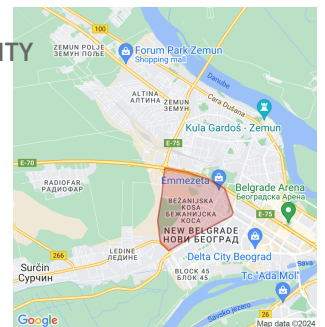 ITY
100
ZEMUN POLJE
ЗЕМУН ПОЉЕ
Forum Park Zemun
Shopping mall
Danube
ALTINA
АЛТИНА
ZEMUN
ЗЕМУН
Cara Dušana
Kula Gardoš - Zemun
E-75
E-70
RADIOFAR
РАДИОФАР
Emmezeta
Belgrade Arena
Београдска Арена
BEŽANIJSKA
KOSA
БЕЖАНИЈСКА
КОСА
E-75
NEW BELGRADE
НОВИ БЕОГРАД
LEDINE
ЛЕДИНЕ
266
Delta City Beograd
Surčin
Сурчин
BLOCK 45
БЛОК 45
Tc "Ada Mol"
Savsko jezero
Google
Map data ©2024